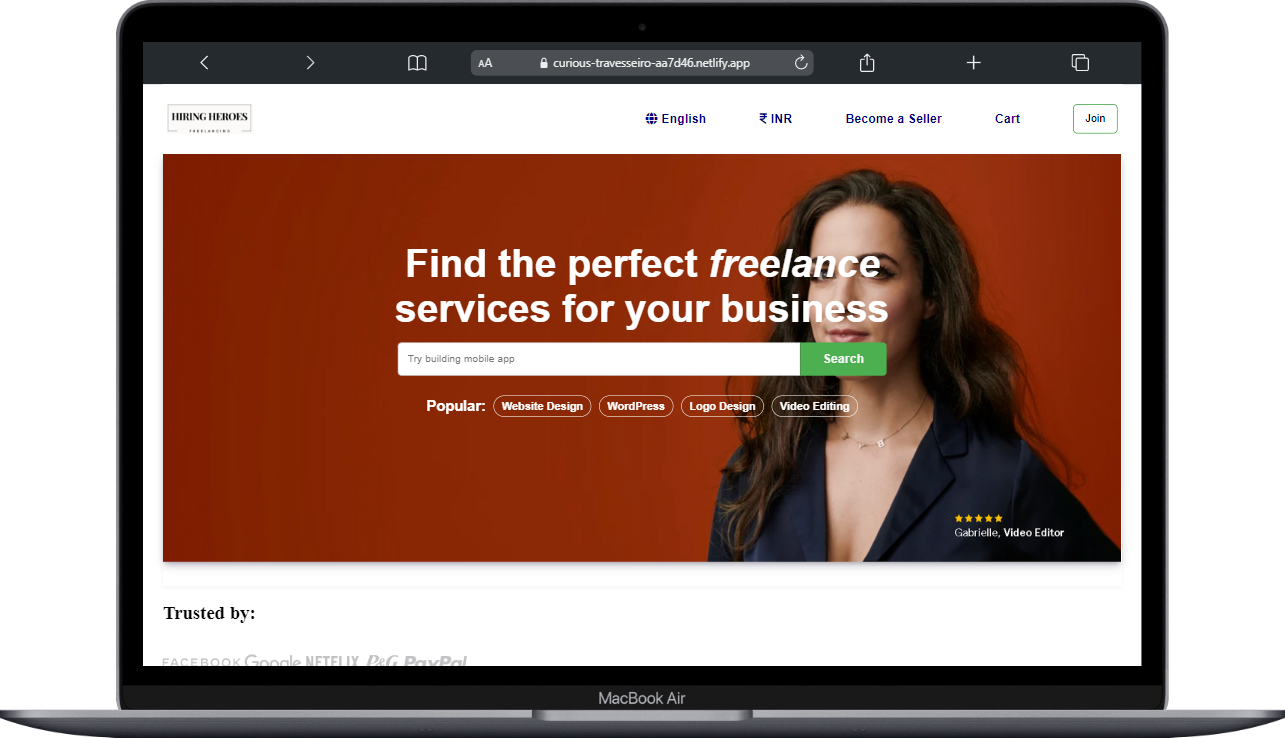 AA curious-travesseiro-aa7d46.netlify.app
HIRING HEROES
FREELANCING
English ₹ INR Become a Seller Cart Join
Find the perfect freelance
services for your business
Try building mobile app Search
Popular: Website Design WordPress Logo Design Video Editing
Gabrielle, Video Editor
Trusted by:
FACEBOOK Google NETFLIX P&G PayPal
MacBook Air